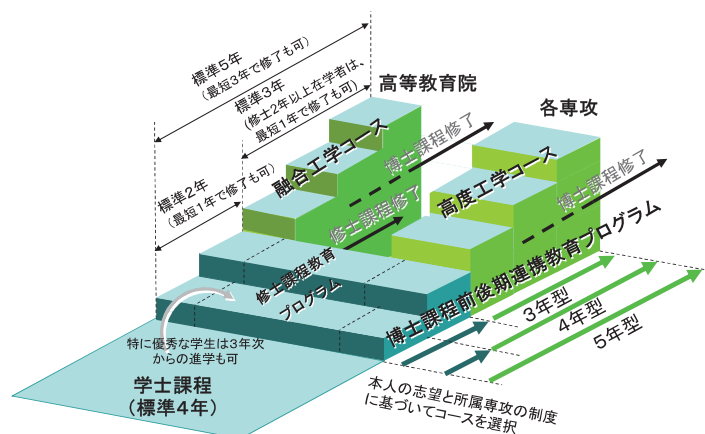 標準5年
（最短3年で修了も可）
標準3年
（修士2年以上在学者は、
最短1年で修了も可）
標準2年
（最短1年で修了も可）
高等教育院
各専攻
融合工学コース
博士課程修了
高度工学コース
博士課程修了
修士課程修了
修士課程教育
プログラム
博士課程前後期連携教育プログラム
3年型
4年型
5年型
特に優秀な学生は3年次
からの進学も可
学士課程
（標準4年）
本人の志望と所属専攻の制度
に基づいてコースを選択